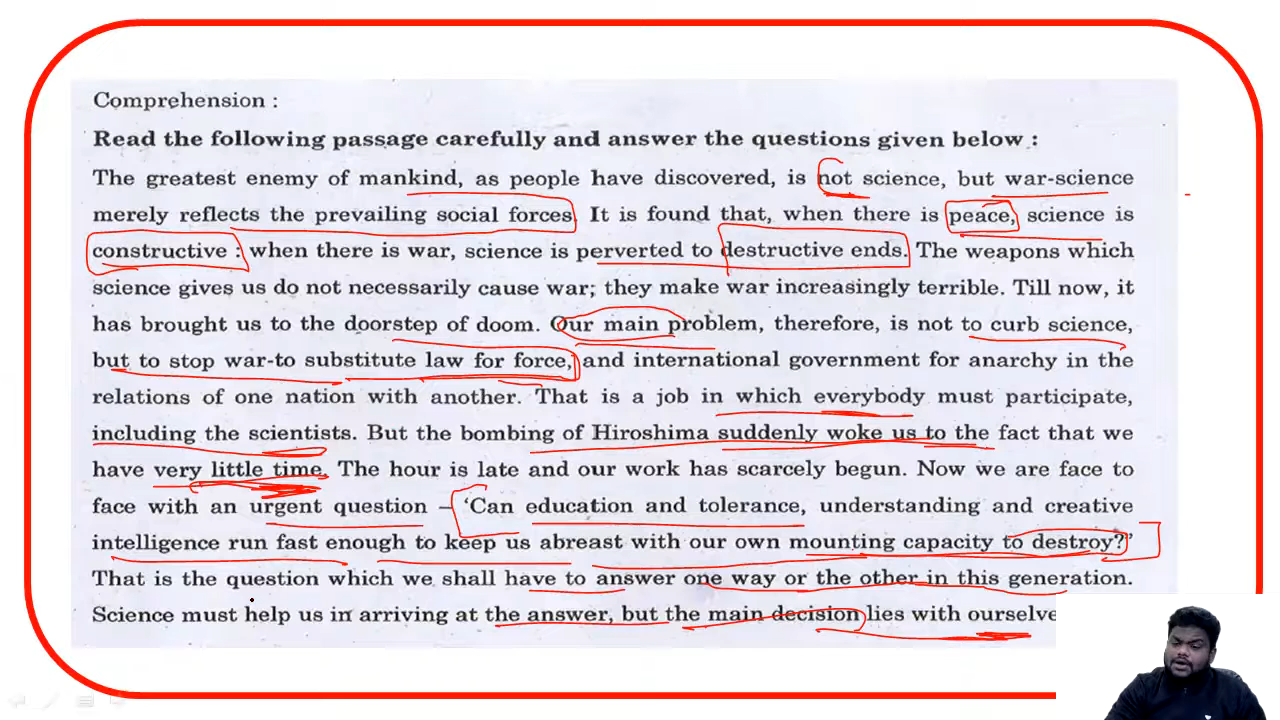 Comprehension :
Read the following passage carefully and answer the questions given below :
The greatest enemy of mankind, as people have discovered, is not science, but war-science
merely reflects the prevailing social forces. It is found that, when there is peace, science is
constructive : when there is war, science is perverted to destructive ends. The weapons which
science gives us do not necessarily cause war; they make war increasingly terrible. Till now, it
has brought us to the doorstep of doom. Our main problem, therefore, is not to curb science,
but to stop war-to substitute law for force, and international government for anarchy in the
relations of one nation with another. That is a job in which everybody must participate,
including the scientists. But the bombing of Hiroshima suddenly woke us to the fact that we
have very little time. The hour is late and our work has scarcely begun. Now we are face to
face with an urgent question – ‘Can education and tolerance, understanding and creative
intelligence run fast enough to keep us abreast with our own mounting capacity to destroy?’
That is the question which we shall have to answer one way or the other in this generation.
Science must help us in arriving at the answer, but the main decision lies with ourselve